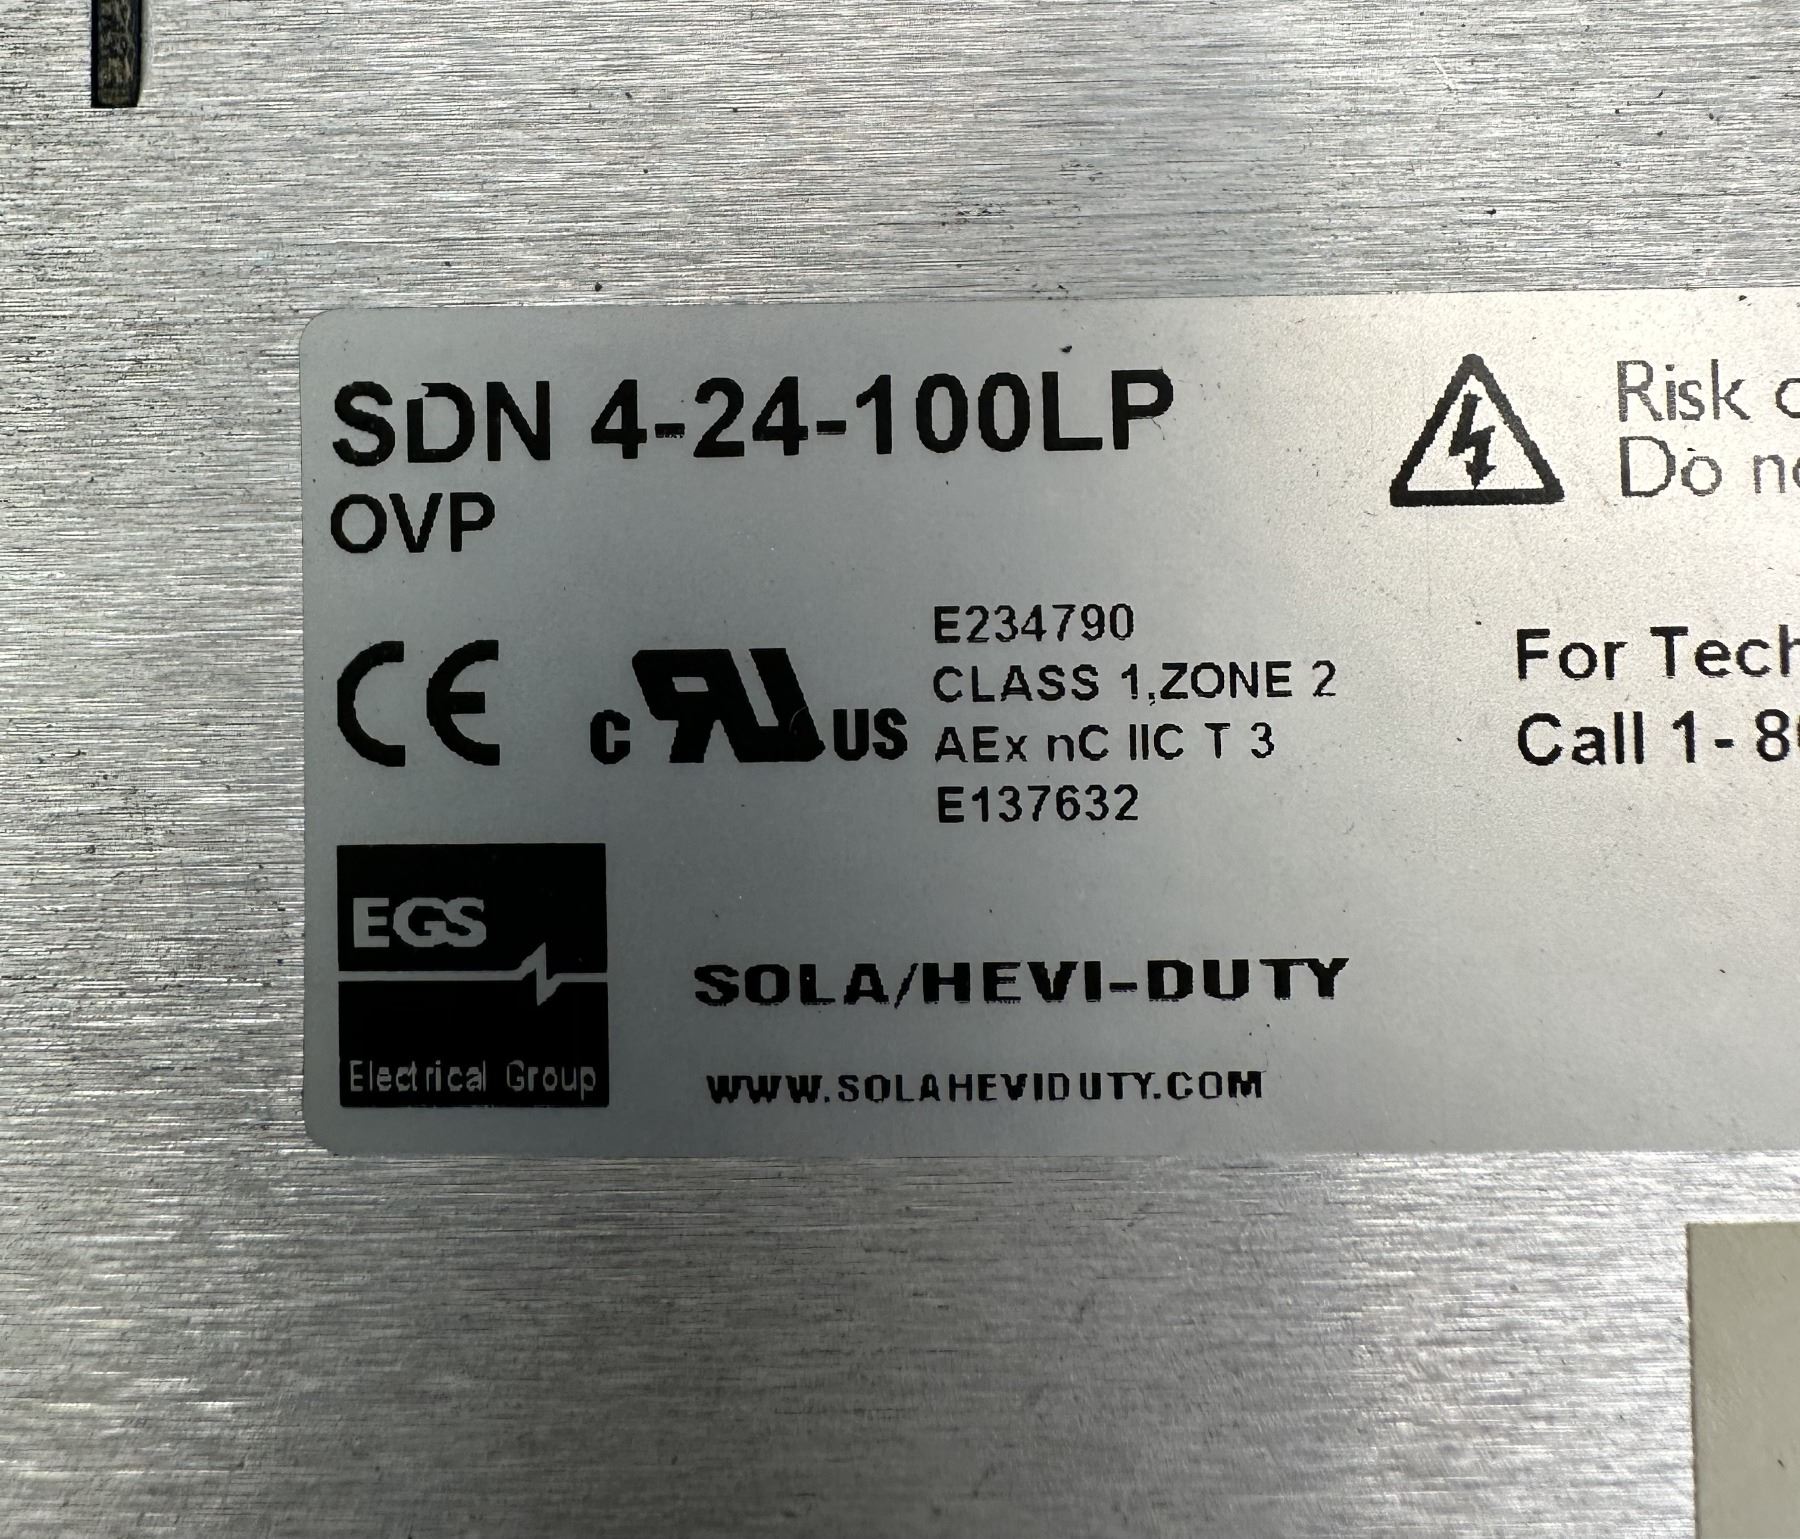 SDN 4-24-100LP
OVP
Risk
Do
CE
c RU US
E234790
CLASS 1,ZONE 2
AEx nC IIC T 3
E137632
For
Call 1-
EGS
Electrical Group
SOLA/HEVI-DUTY
WWW.SOLAHEVIDUTY.COM